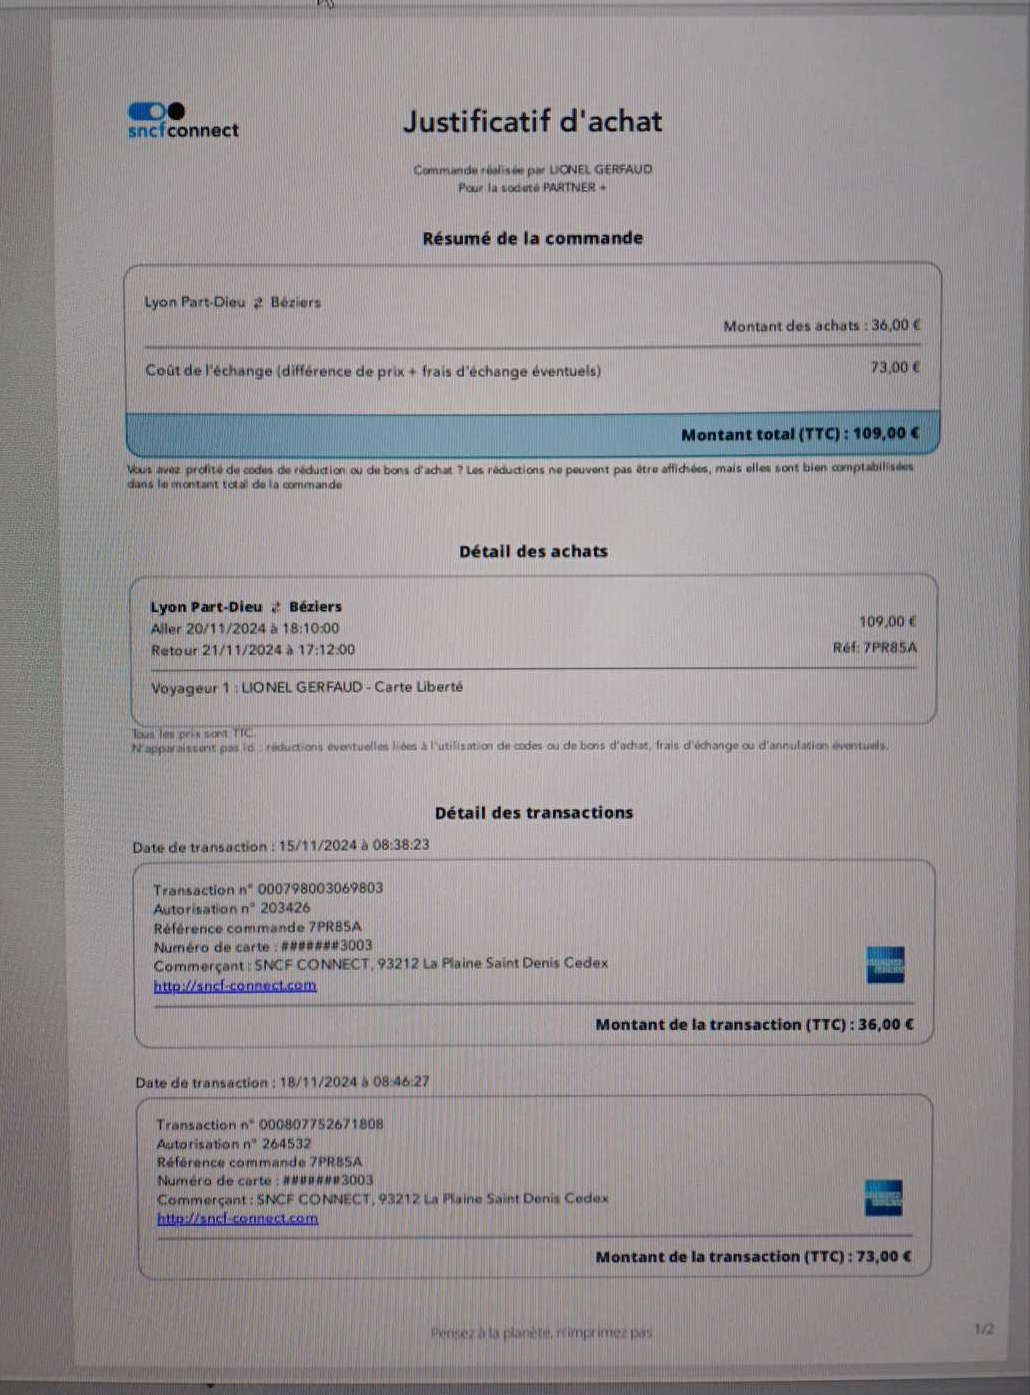 sncfconnect
Justificatif d'achat
Commande réalisée par LIONEL GERFAUD
Pour la société PARTNER +
Résumé de la commande
Lyon Part-Dieu ⇄ Béziers
Montant des achats : 36,00 €
Coût de l'échange (différence de prix + frais d'échange éventuels) 73,00 €
Montant total (TTC) : 109,00 €
Vous avez profité de codes de réduction ou de bons d'achat ? Les réductions ne peuvent pas être affichées, mais elles sont bien comptabilisées
dans le montant total de la commande
Détail des achats
Lyon Part-Dieu ⇄ Béziers
Aller 20/11/2024 à 18:10:00 109,00 €
Retour 21/11/2024 à 17:12:00 Réf: 7PR85A
Voyageur 1 : LIONEL GERFAUD - Carte Liberté
Tous les prix sont TTC.
N'apparaissent pas ici : réductions éventuelles liées à l'utilisation de codes ou de bons d'achat, frais d'échange ou d'annulation éventuels.
Détail des transactions
Date de transaction : 15/11/2024 à 08:38:23
Transaction n° 000798003069803
Autorisation n° 203426
Référence commande 7PR85A
Numéro de carte : #######3003
Commerçant : SNCF CONNECT, 93212 La Plaine Saint Denis Cedex
http://sncf-connect.com
AMERICAN EXPRESS
Montant de la transaction (TTC) : 36,00 €
Date de transaction : 18/11/2024 à 08:46:27
Transaction n° 000807752671808
Autorisation n° 264532
Référence commande 7PR85A
Numéro de carte : #######3003
Commerçant : SNCF CONNECT, 93212 La Plaine Saint Denis Cedex
http://sncf-connect.com
AMERICAN EXPRESS
Montant de la transaction (TTC) : 73,00 €
Pensez à la planète, n'imprimez pas
1/2